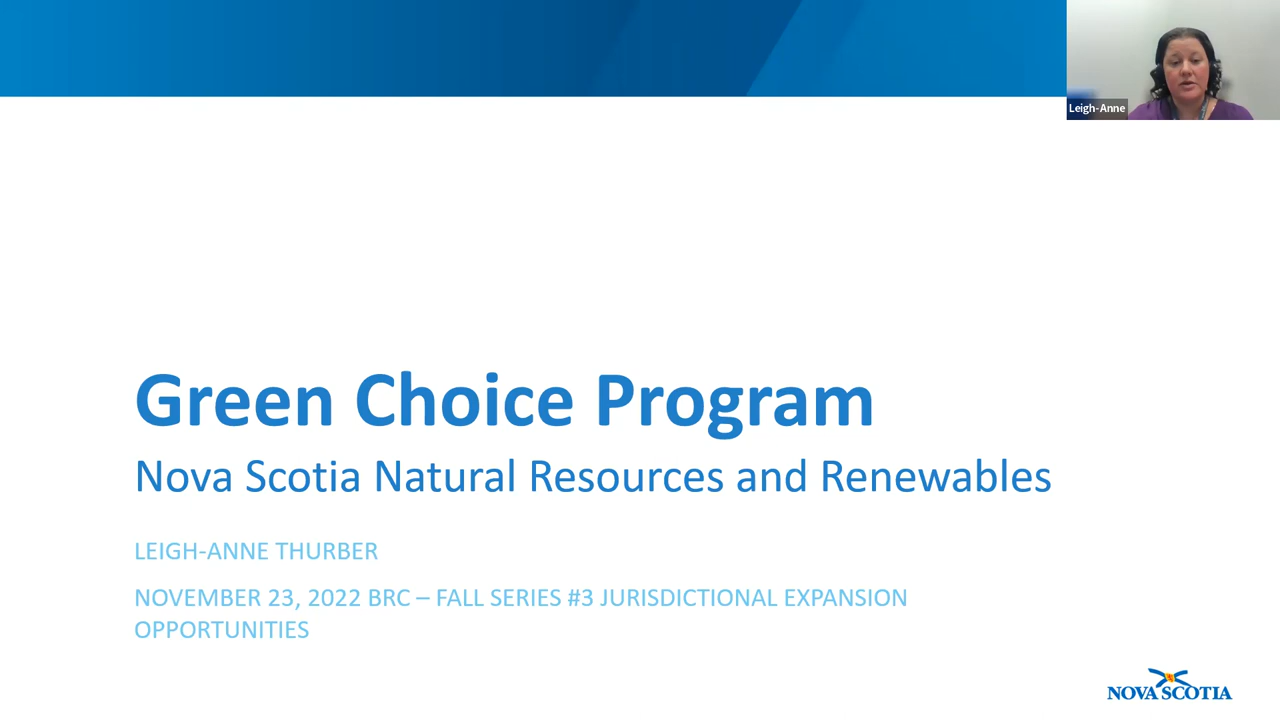 Leigh-Anne
Green Choice Program
Nova Scotia Natural Resources and Renewables
LEIGH-ANNE THURBER
NOVEMBER 23, 2022 BRC – FALL SERIES #3 JURISDICTIONAL EXPANSION
OPPORTUNITIES
NOVA SCOTIA